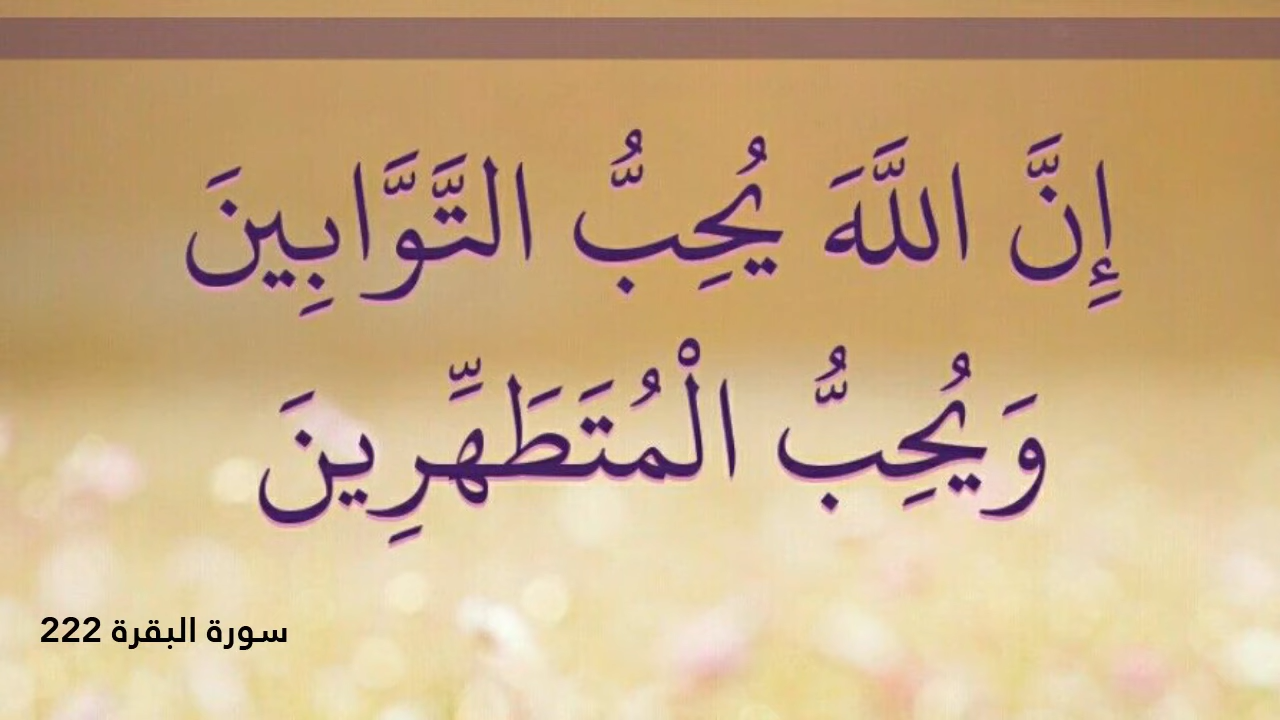 إِنَّ اللَّهَ يُحِبُّ التَّوَّابِينَ
وَيُحِبُّ الْمُتَطَهِّرِينَ
سورة البقرة 222